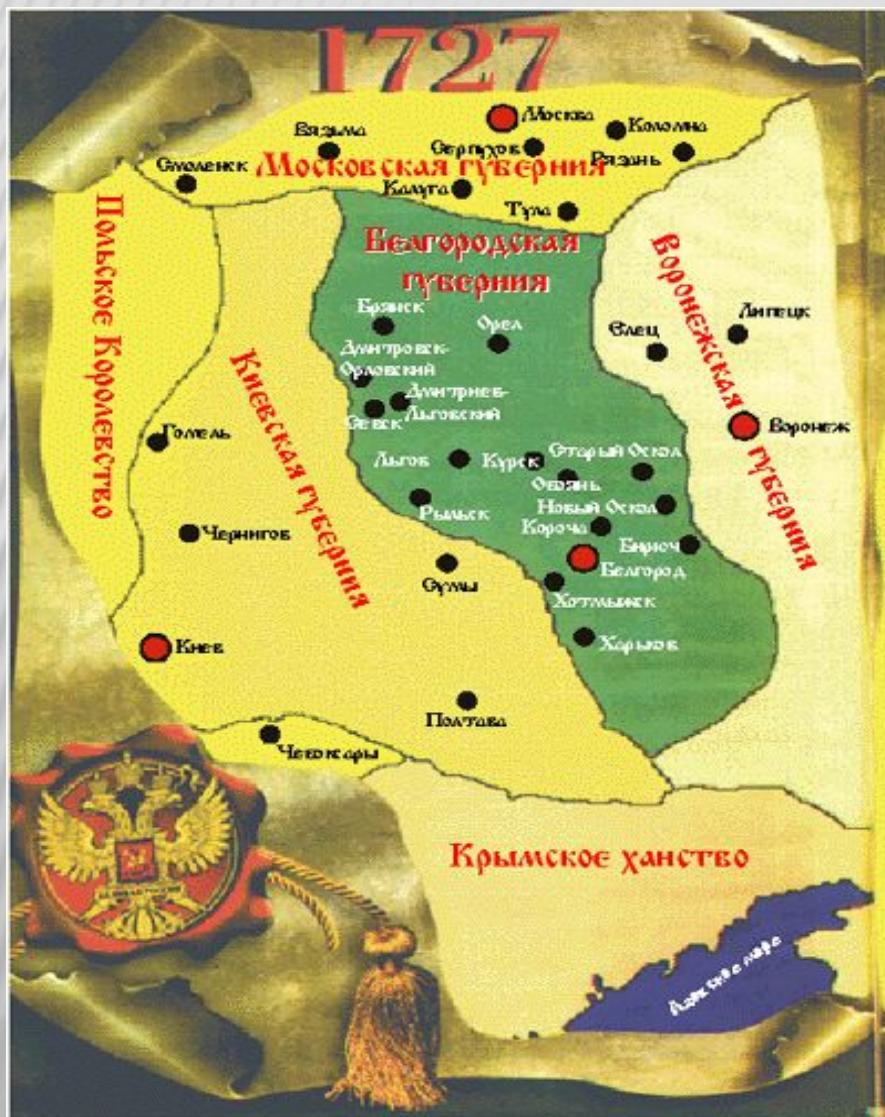 1727
Москва
Вязьма
Коломна
Серпухов
Рязань
Смоленск
Московская губерния
Калуга
Тула
Польское Королевство
Белгородская
губерния
Воронежская губерния
Брянск
Орел
Липецк
Елец
Киевская губерния
Дмитровск-
Орловский
Дмитриев-
Льговский
Севск
Гомель
Воронеж
Льгов
Курск
Старый Оскол
Обоянь
Рыльск
Новый Оскол
Короча
Чернигов
Бирюч
Сумы
Белгород
Хотмыжск
Киев
Харьков
Полтава
Чебоксары
Крымское ханство
море